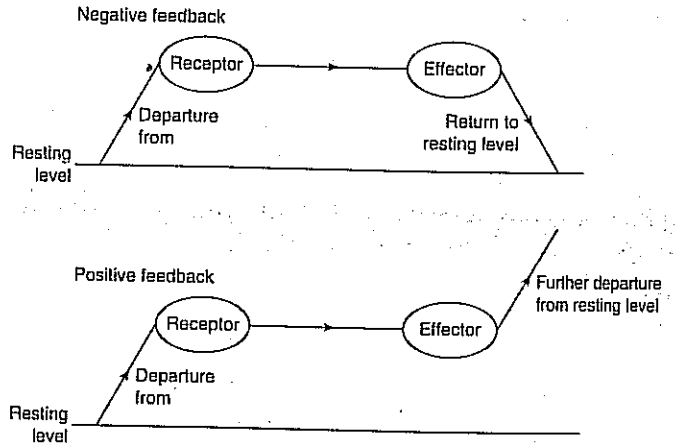 Negative feedback
Receptor
Effector
Departure
from
Return to
resting level
Resting
level
Positive feedback
Further departure
from resting level
Receptor
Effector
Departure
from
Resting
level